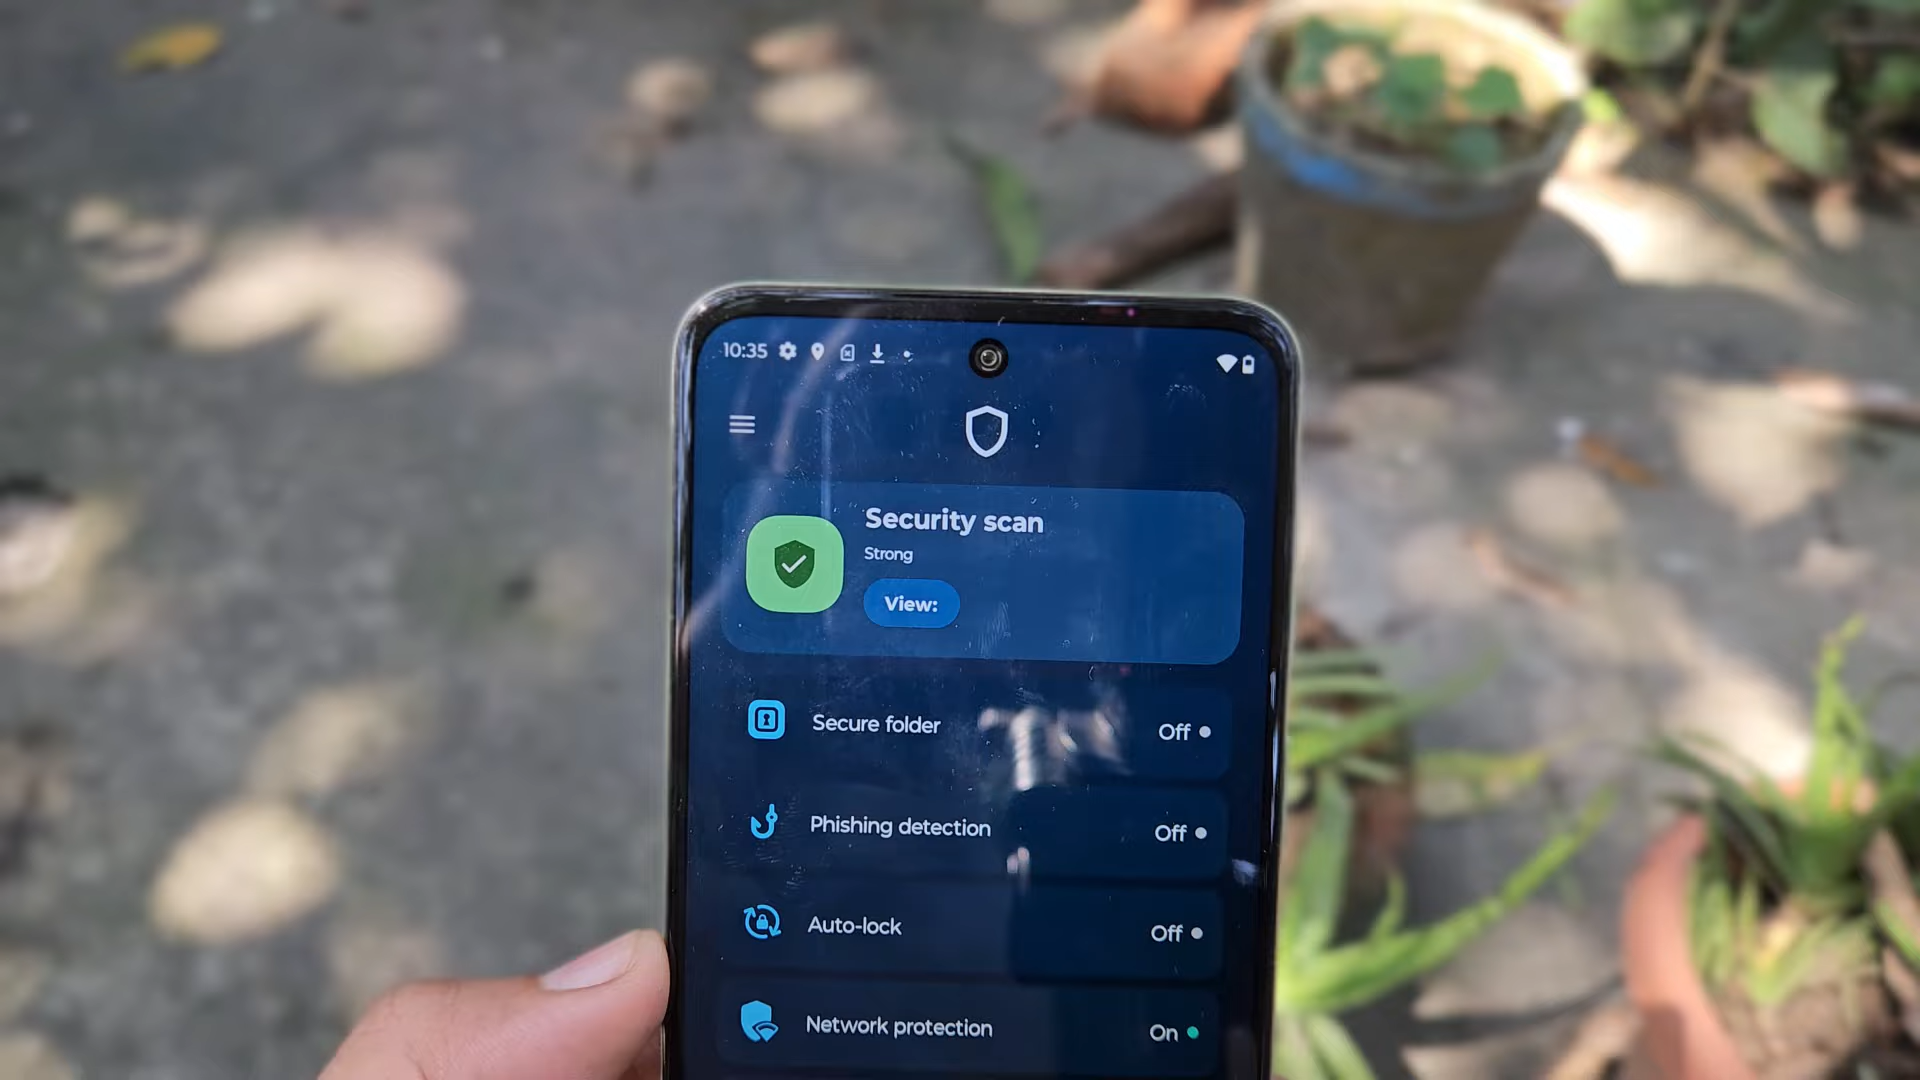 10:35
Security scan
Strong
View:
Secure folder Off
Phishing detection Off
Auto-lock Off
Network protection On